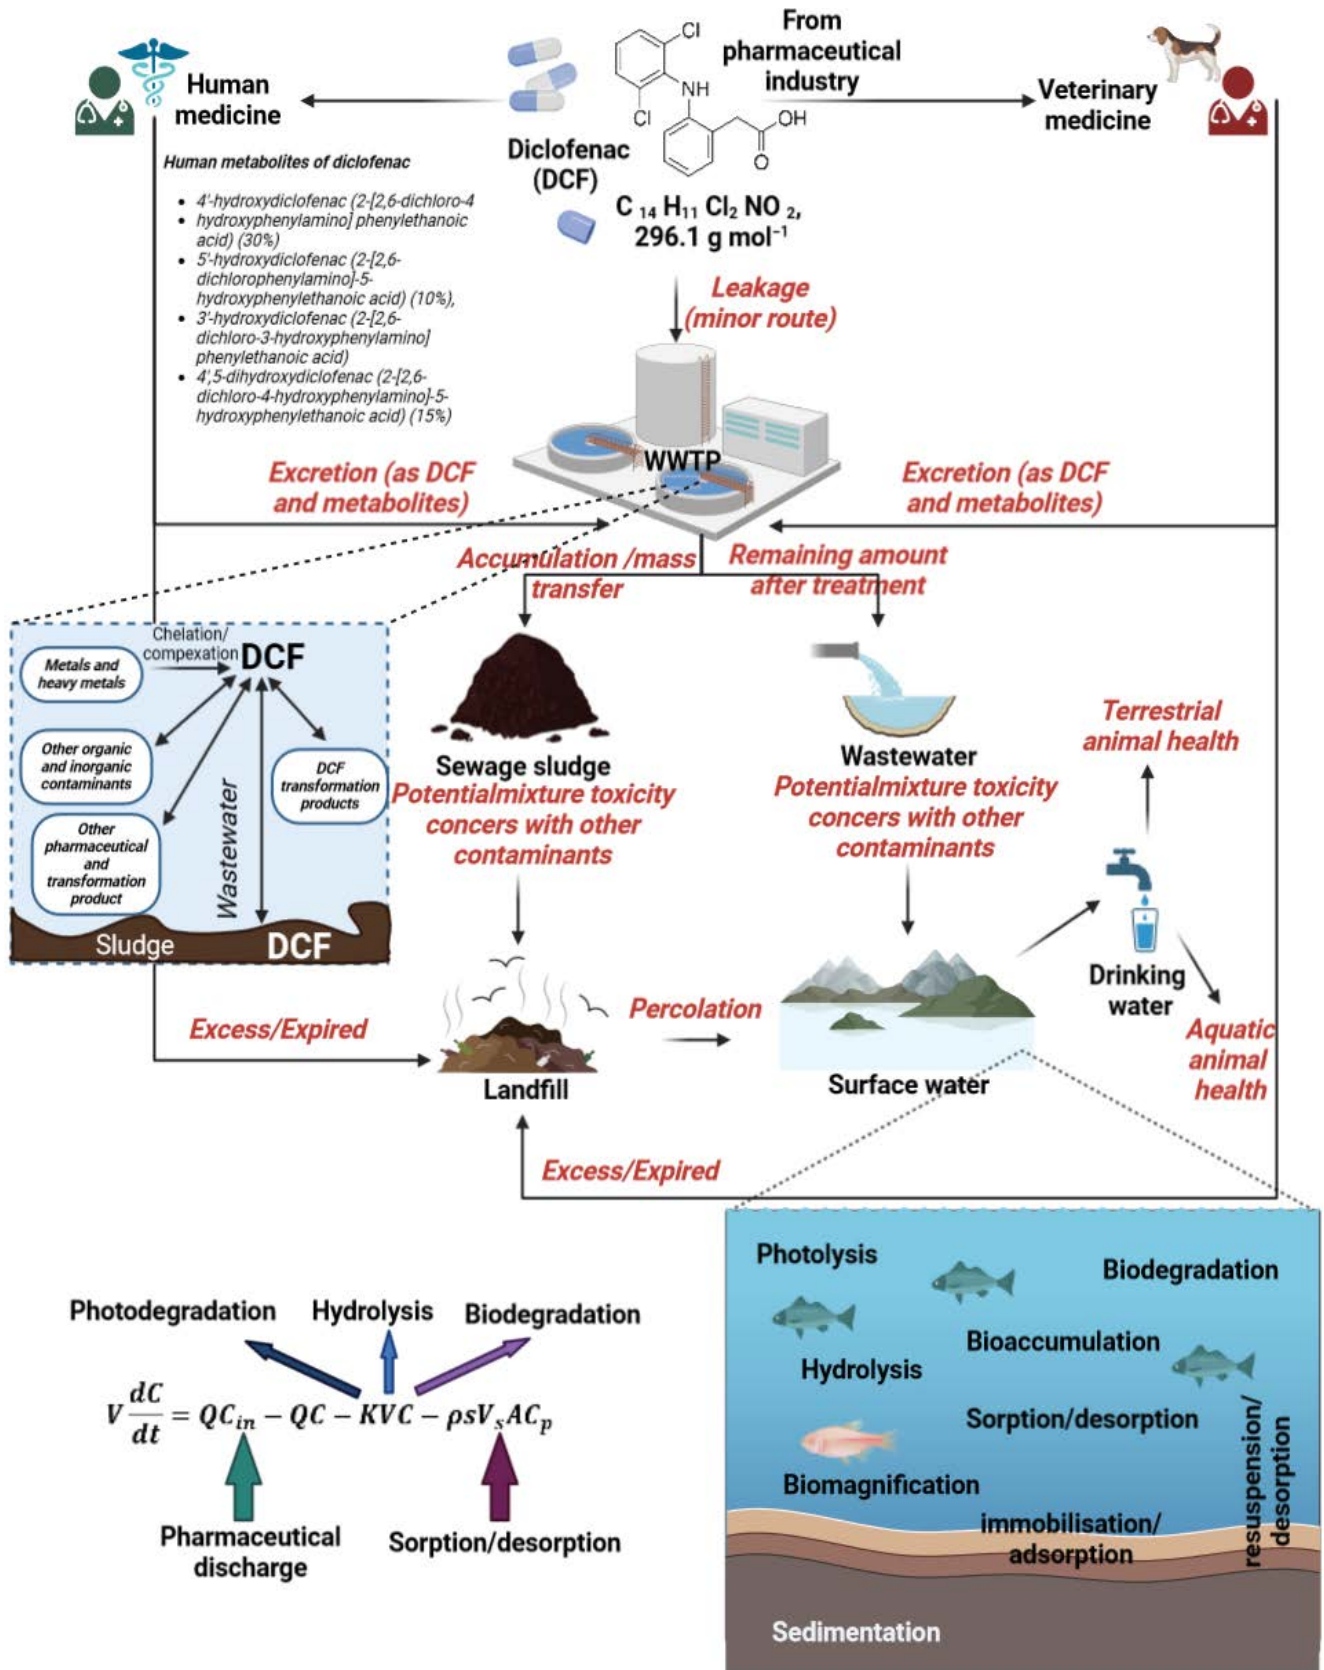 Human
medicine
From
pharmaceutical
industry
Veterinary
medicine
Cl
NH
Cl
OH
O
Diclofenac
(DCF)
C 14 H11 Cl2 NO 2,
296.1 g mol−1
Human metabolites of diclofenac
• 4'-hydroxydiclofenac (2-[2,6-dichloro-4
• hydroxyphenylamino] phenylethanoic
acid) (30%)
• 5'-hydroxydiclofenac (2-[2,6-
dichlorophenylamino]-5-
hydroxyphenylethanoic acid) (10%),
• 3'-hydroxydiclofenac (2-[2,6-
dichloro-3-hydroxyphenylamino]
phenylethanoic acid)
• 4',5-dihydroxydiclofenac (2-[2,6-
dichloro-4-hydroxyphenylamino]-5-
hydroxyphenylethanoic acid) (15%)
Leakage
(minor route)
WWTP
Excretion (as DCF
and metabolites)
Excretion (as DCF
and metabolites)
Accumulation /mass
transfer
Remaining amount
after treatment
Chelation/
compexation
DCF
Metals and
heavy metals
Other organic
and inorganic
contaminants
DCF
transformation
products
Other
pharmaceutical
and
transformation
product
Wastewater
Sludge
DCF
Sewage sludge
Potentialmixture toxicity
concers with other
contaminants
Wastewater
Potentialmixture toxicity
concers with other
contaminants
Terrestrial
animal health
Drinking
water
Aquatic
animal
health
Excess/Expired
Landfill
Percolation
Surface water
Excess/Expired
Photodegradation
Hydrolysis
Biodegradation
V dC/dt = QCin − QC − KVC − ρsVsACp
Pharmaceutical
discharge
Sorption/desorption
Photolysis
Biodegradation
Bioaccumulation
Hydrolysis
Sorption/desorption
Biomagnification
resuspension/
desorption
immobilisation/
adsorption
Sedimentation